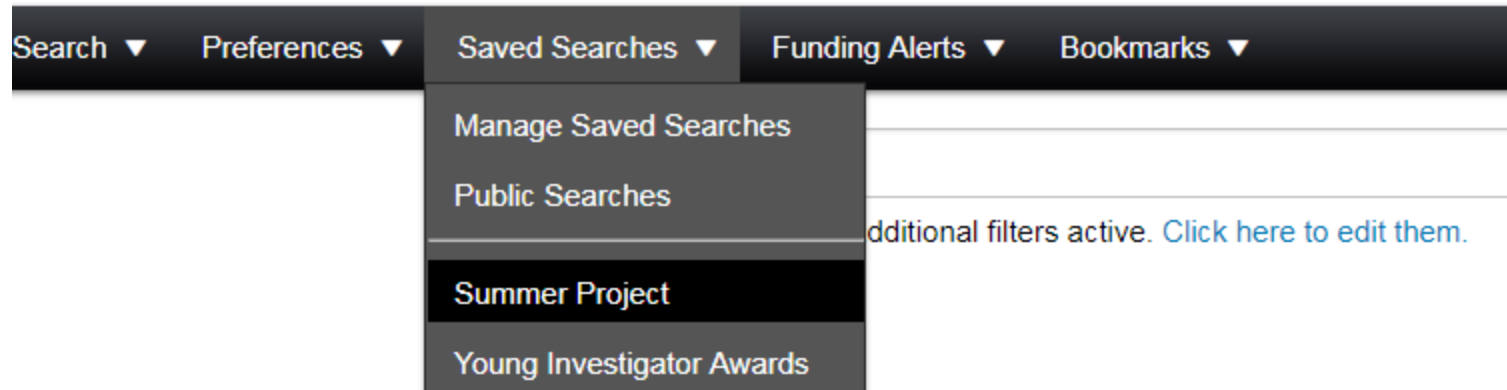 Search ▼ Preferences ▼ Saved Searches ▼ Funding Alerts ▼ Bookmarks ▼
Manage Saved Searches
Public Searches
filters active. Click here to edit them.
Summer Project
Young Investigator Awards